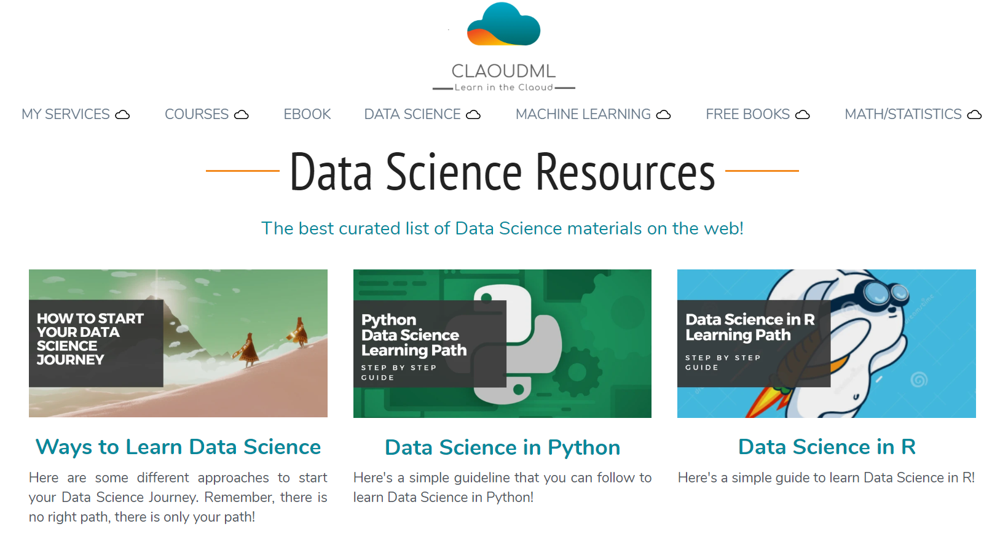 CLAOUDML
Learn in the Claoud
MY SERVICES COURSES EBOOK DATA SCIENCE MACHINE LEARNING FREE BOOKS MATH/STATISTICS
Data Science Resources
The best curated list of Data Science materials on the web!
HOW TO START
YOUR DATA
SCIENCE
JOURNEY
Python
Data Science
Learning Path
STEP BY STEP
GUIDE
Data Science in R
Learning Path
STEP BY STEP
GUIDE
dreamstime
Ways to Learn Data Science
Here are some different approaches to start
your Data Science Journey. Remember, there is
no right path, there is only your path!
Data Science in Python
Here's a simple guideline that you can follow to
learn Data Science in Python!
Data Science in R
Here's a simple guide to learn Data Science in R!